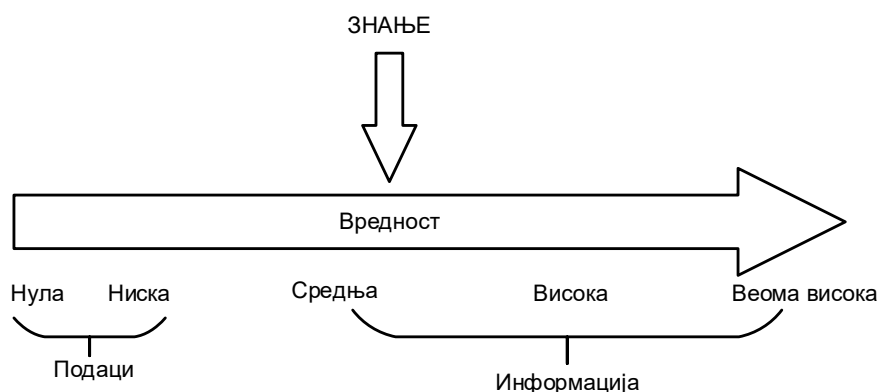 ЗНАЊЕ
Вредност
Нула Ниска Средња Висока Веома висока
Подаци
Информација